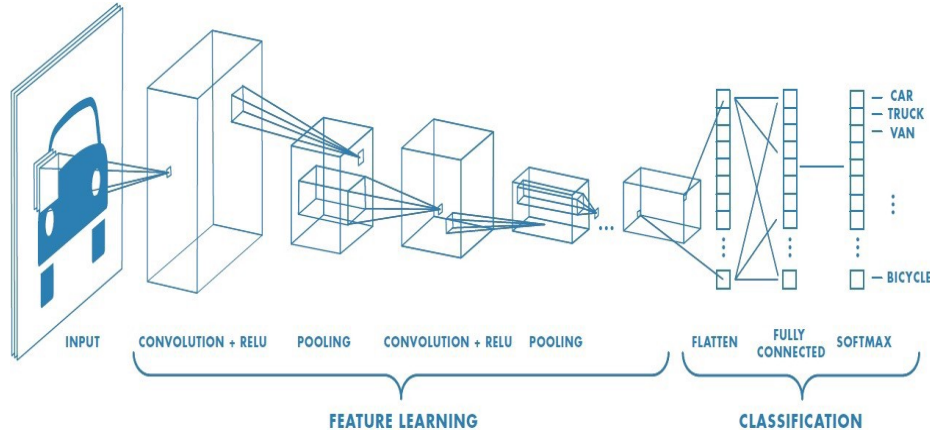 CAR
TRUCK
VAN
...
BICYCLE
INPUT
CONVOLUTION + RELU
POOLING
CONVOLUTION + RELU
POOLING
FLATTEN
FULLY
CONNECTED
SOFTMAX
FEATURE LEARNING
CLASSIFICATION